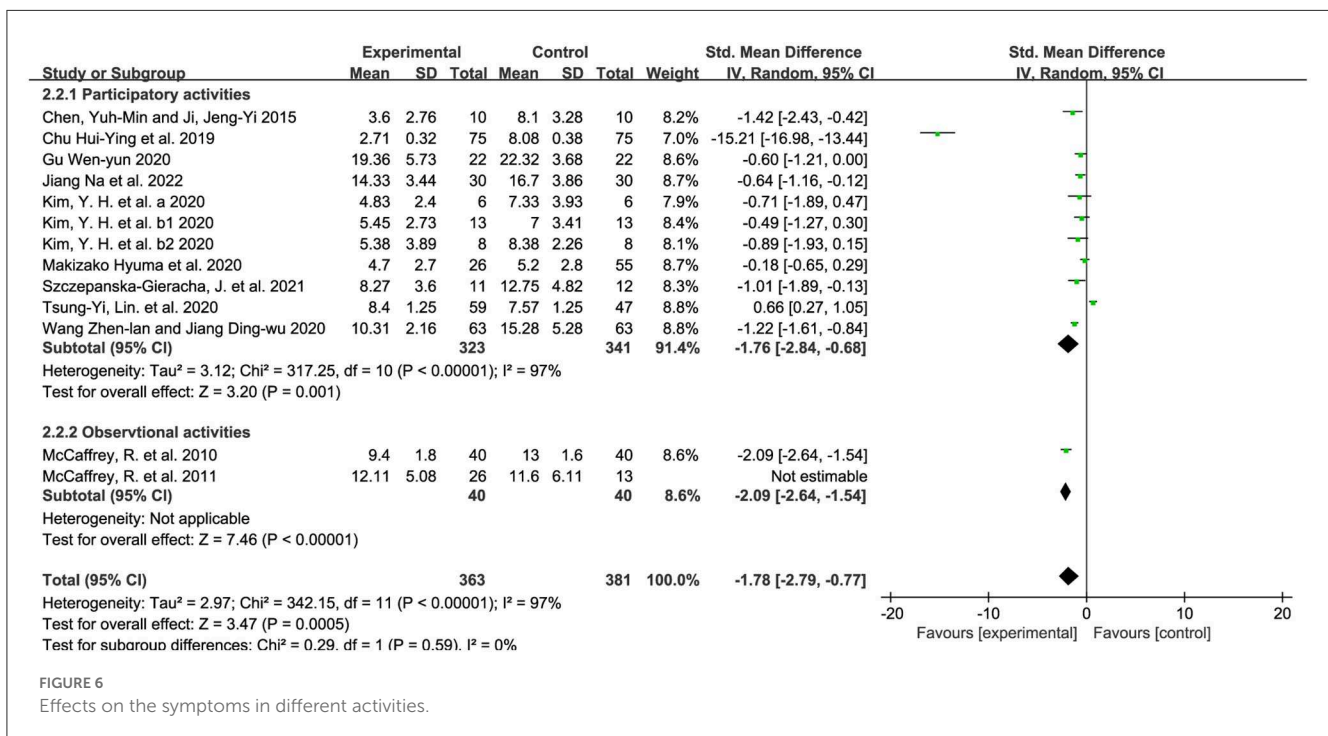 Experimental Control Std. Mean Difference Std. Mean Difference
Study or Subgroup Mean SD Total Mean SD Total Weight IV, Random, 95% CI IV, Random, 95% CI
2.2.1 Participatory activities
Chen, Yuh-Min and Ji, Jeng-Yi 2015 3.6 2.76 10 8.1 3.28 10 8.2% -1.42 [-2.43, -0.42]
Chu Hui-Ying et al. 2019 2.71 0.32 75 8.08 0.38 75 7.0% -15.21 [-16.98, -13.44]
Gu Wen-yun 2020 19.36 5.73 22 22.32 3.68 22 8.6% -0.60 [-1.21, 0.00]
Jiang Na et al. 2022 14.33 3.44 30 16.7 3.86 30 8.7% -0.64 [-1.16, -0.12]
Kim, Y. H. et al. a 2020 4.83 2.4 6 7.33 3.93 6 7.9% -0.71 [-1.89, 0.47]
Kim, Y. H. et al. b1 2020 5.45 2.73 13 7 3.41 13 8.4% -0.49 [-1.27, 0.30]
Kim, Y. H. et al. b2 2020 5.38 3.89 8 8.38 2.26 8 8.1% -0.89 [-1.93, 0.15]
Makizako Hyuma et al. 2020 4.7 2.7 26 5.2 2.8 55 8.7% -0.18 [-0.65, 0.29]
Szczepanska-Gieracha, J. et al. 2021 8.27 3.6 11 12.75 4.82 12 8.3% -1.01 [-1.89, -0.13]
Tsung-Yi, Lin. et al. 2020 8.4 1.25 59 7.57 1.25 47 8.8% 0.66 [0.27, 1.05]
Wang Zhen-lan and Jiang Ding-wu 2020 10.31 2.16 63 15.28 5.28 63 8.8% -1.22 [-1.61, -0.84]
Subtotal (95% CI) 323 341 91.4% -1.76 [-2.84, -0.68]
Heterogeneity: Tau² = 3.12; Chi² = 317.25, df = 10 (P < 0.00001); I² = 97%
Test for overall effect: Z = 3.20 (P = 0.001)
2.2.2 Observtional activities
McCaffrey, R. et al. 2010 9.4 1.8 40 13 1.6 40 8.6% -2.09 [-2.64, -1.54]
McCaffrey, R. et al. 2011 12.11 5.08 26 11.6 6.11 13 Not estimable
Subtotal (95% CI) 40 40 8.6% -2.09 [-2.64, -1.54]
Heterogeneity: Not applicable
Test for overall effect: Z = 7.46 (P < 0.00001)
Total (95% CI) 363 381 100.0% -1.78 [-2.79, -0.77]
Heterogeneity: Tau² = 2.97; Chi² = 342.15, df = 11 (P < 0.00001); I² = 97%
Test for overall effect: Z = 3.47 (P = 0.0005)
Test for subgroup differences: Chi² = 0.29, df = 1 (P = 0.59), I² = 0%
-20 -10 0 10 20
Favours [experimental] Favours [control]
FIGURE 6
Effects on the symptoms in different activities.